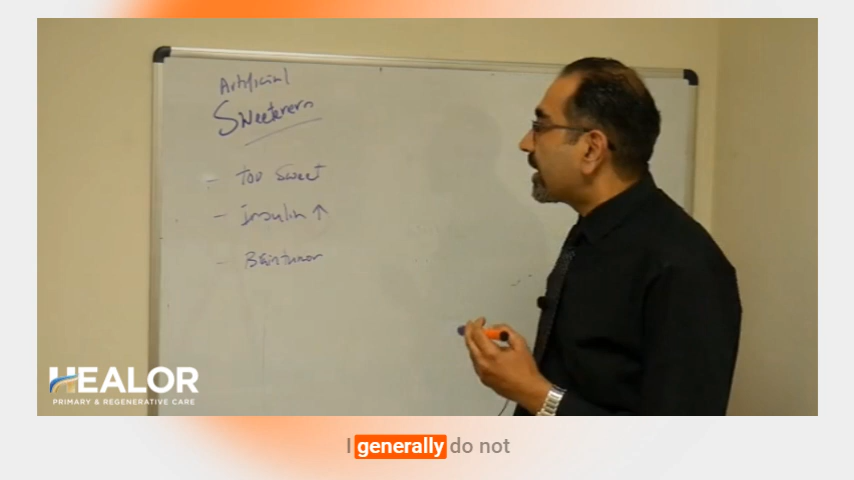 Artificial
Sweeteners
- Too Sweet
- Insulin ↑
- Brain tumor
HEALOR
PRIMARY & REGENERATIVE CARE
I generally do not